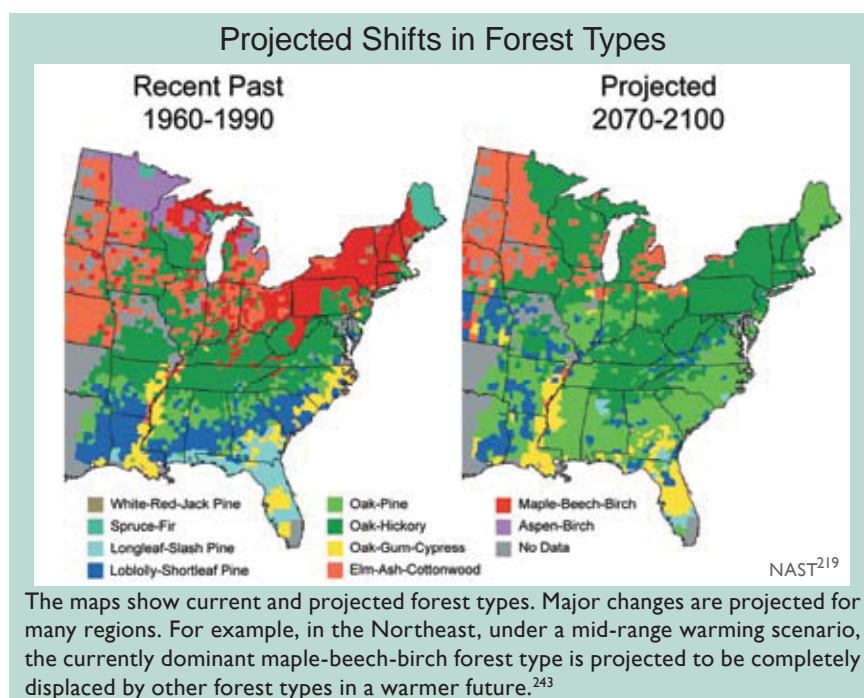 Projected Shifts in Forest Types
Recent Past
1960-1990
Projected
2070-2100
White-Red-Jack Pine
Spruce-Fir
Longleaf-Slash Pine
Loblolly-Shortleaf Pine
Oak-Pine
Oak-Hickory
Oak-Gum-Cypress
Elm-Ash-Cottonwood
Maple-Beech-Birch
Aspen-Birch
No Data
NAST219
The maps show current and projected forest types. Major changes are projected for
many regions. For example, in the Northeast, under a mid-range warming scenario,
the currently dominant maple-beech-birch forest type is projected to be completely
displaced by other forest types in a warmer future.243